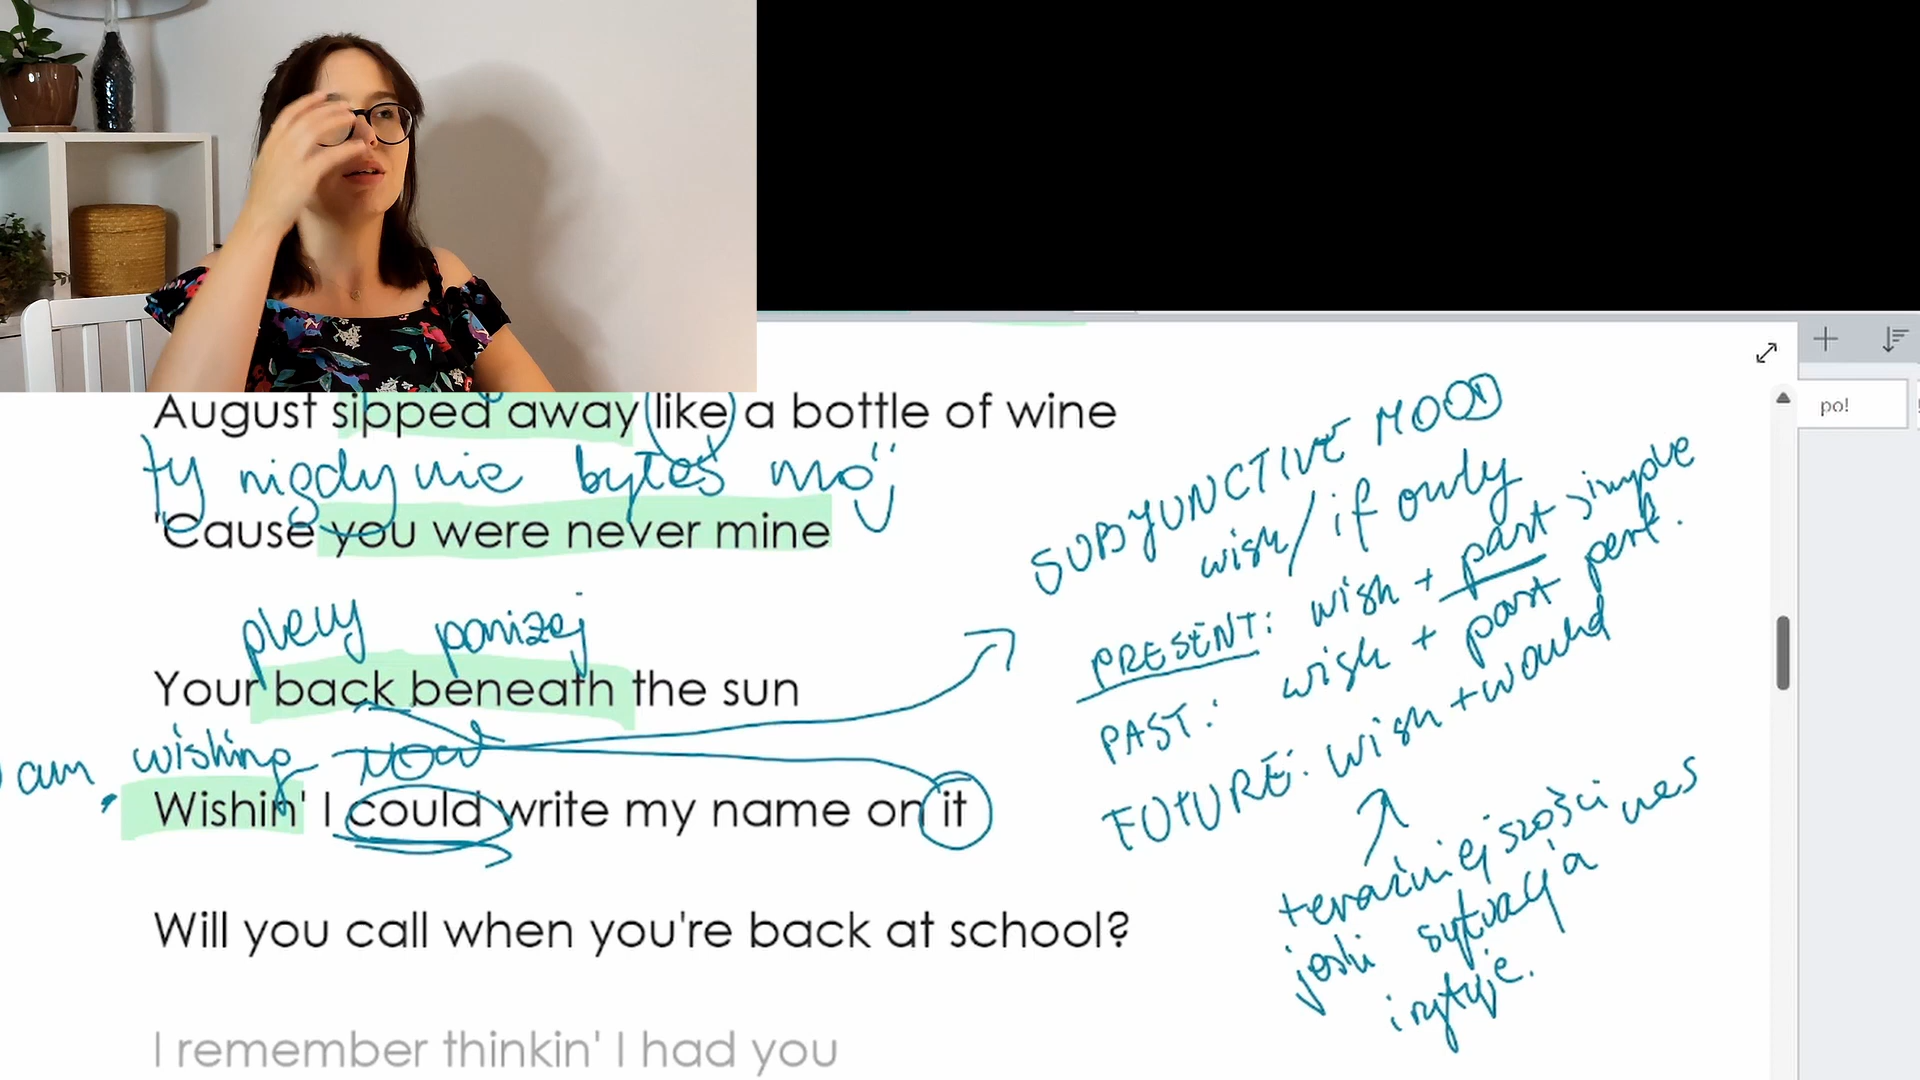 August sipped away like a bottle of wine
ty nigdy nie byłeś mój
'Cause you were never mine
plecy poniżej
Your back beneath the sun
am wishing
Wishin' I could write my name on it
Will you call when you're back at school?
I remember thinkin' I had you
SUBJUNCTIVE MOOD
wish/if only
PRESENT: wish + past simple
PAST: wish + past perf.
FUTURE: wish + would
teraźniejszości
jeśli sytuacja nas
irytuje.
po!